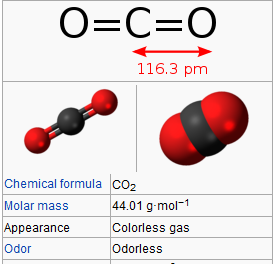 O=C=O
116.3 pm
Chemical formula CO₂
Molar mass 44.01 g·mol⁻¹
Appearance Colorless gas
Odor Odorless